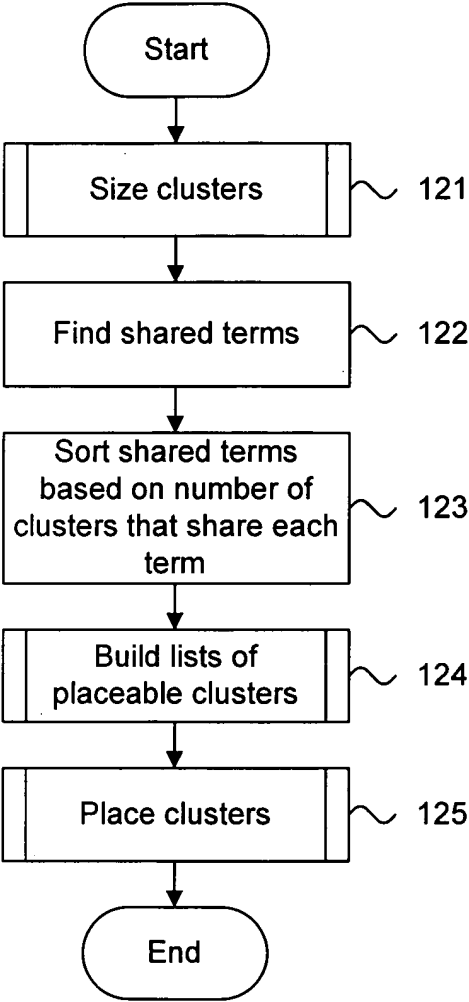 Start
Size clusters
121
Find shared terms
122
Sort shared terms
based on number of
clusters that share each
term
123
Build lists of
placeable clusters
124
Place clusters
125
End